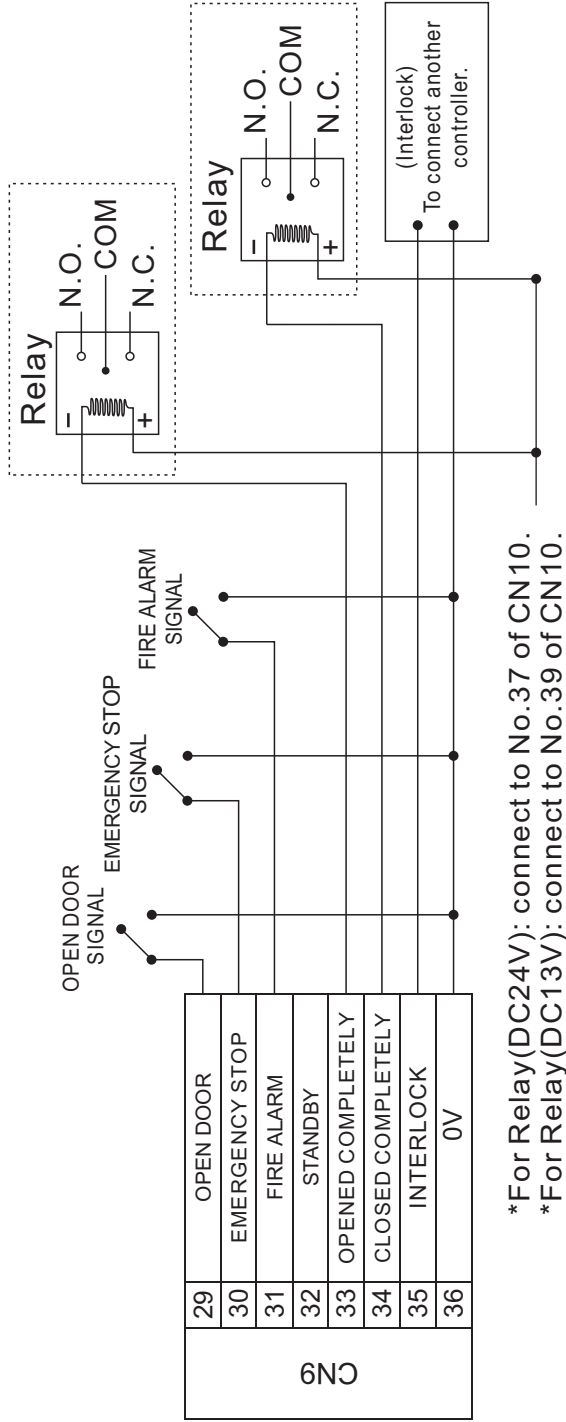 CN9
29 OPEN DOOR
30 EMERGENCY STOP
31 FIRE ALARM
32 STANDBY
33 OPENED COMPLETELY
34 CLOSED COMPLETELY
35 INTERLOCK
36 0V
OPEN DOOR
SIGNAL
EMERGENCY STOP
SIGNAL
FIRE ALARM
SIGNAL
Relay
−
+
N.O.
COM
N.C.
Relay
−
+
N.O.
COM
N.C.
(Interlock)
To connect another
controller.
*For Relay(DC24V): connect to No.37 of CN10.
*For Relay(DC13V): connect to No.39 of CN10.